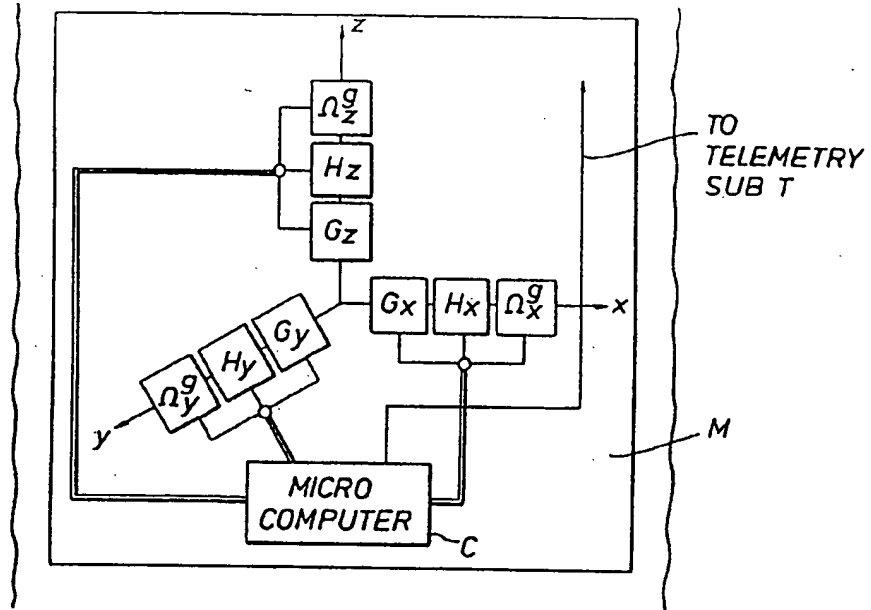 z
Ω_z^g
Hz
Gz
TO
TELEMETRY
SUB T
Gx Hx Ω_x^g x
Gy
Hy
Ω_y^g
y
M
MICRO
COMPUTER
C